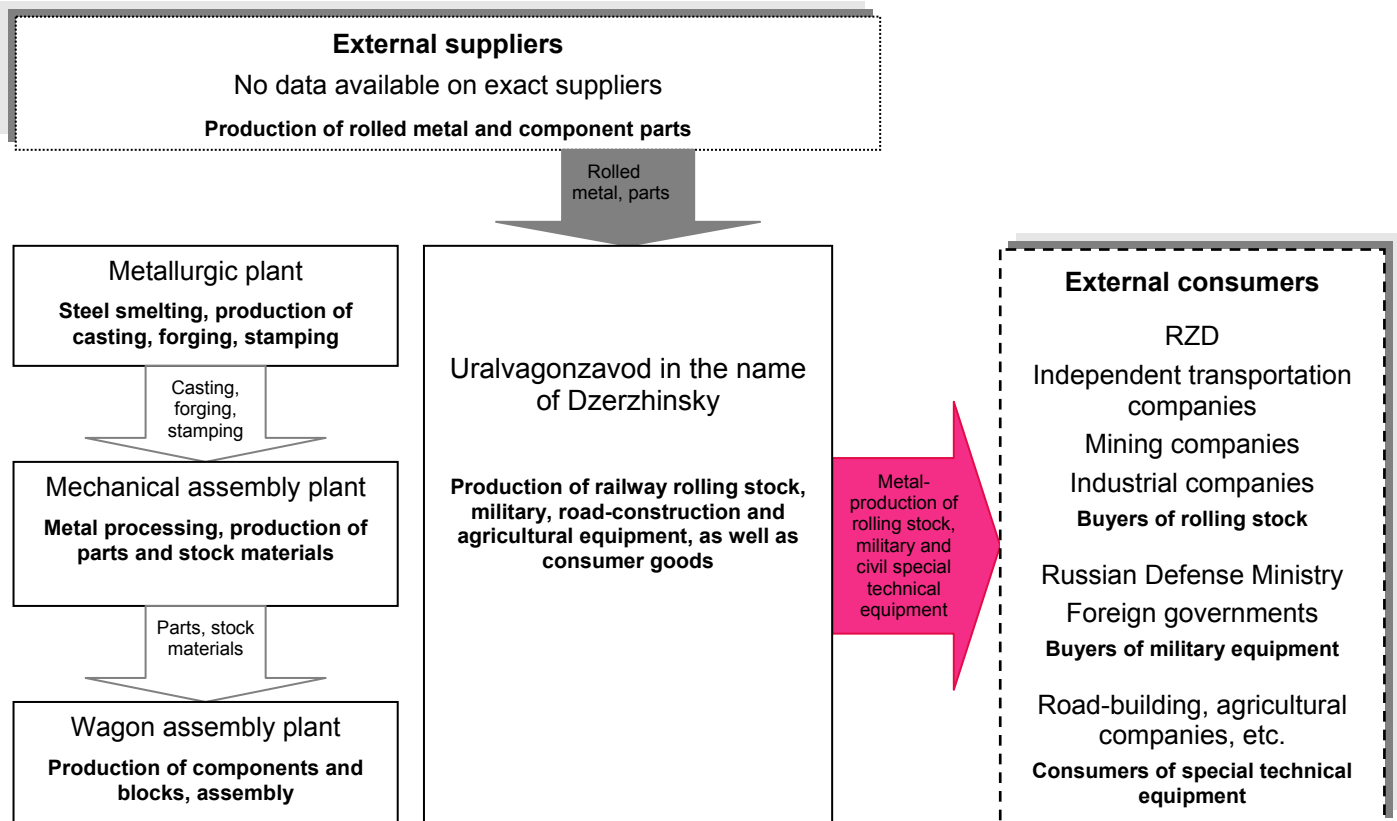 External suppliers
No data available on exact suppliers
Production of rolled metal and component parts
Rolled
metal, parts
Metallurgic plant
Steel smelting, production of
casting, forging, stamping
Casting,
forging,
stamping
Mechanical assembly plant
Metal processing, production of
parts and stock materials
Parts, stock
materials
Wagon assembly plant
Production of components and
blocks, assembly
Uralvagonzavod in the name
of Dzerzhinsky
Production of railway rolling stock,
military, road-construction and
agricultural equipment, as well as
consumer goods
Metal-
production of
rolling stock,
military and
civil special
technical
equipment
External consumers
RZD
Independent transportation
companies
Mining companies
Industrial companies
Buyers of rolling stock
Russian Defense Ministry
Foreign governments
Buyers of military equipment
Road-building, agricultural
companies, etc.
Consumers of special technical
equipment